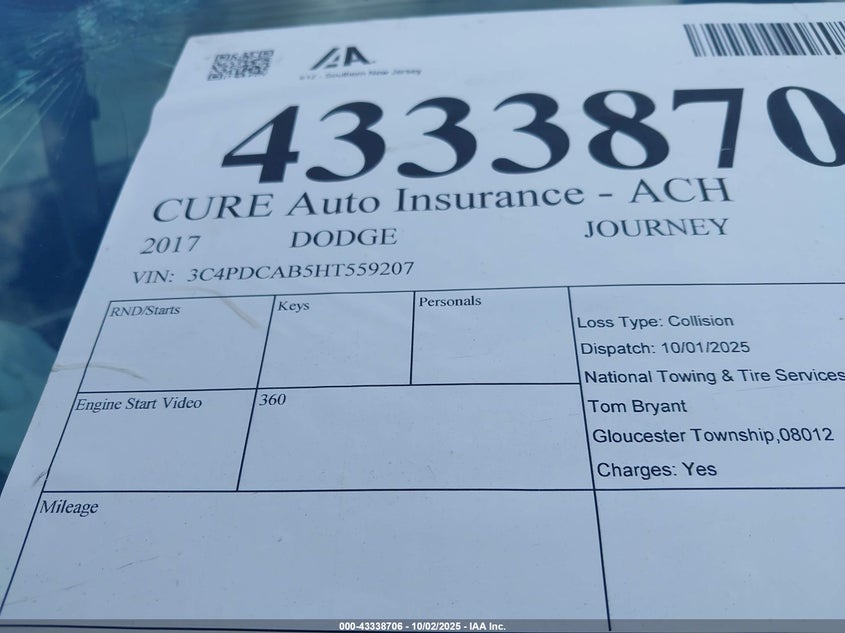 IAA
612 - Southern New Jersey
4333870
CURE Auto Insurance - ACH
2017 DODGE JOURNEY
VIN: 3C4PDCAB5HT559207
RND/Starts
Keys
Personals
Loss Type: Collision
Dispatch: 10/01/2025
National Towing & Tire Services
Engine Start Video
360
Tom Bryant
Gloucester Township,08012
Charges: Yes
Mileage
000-43338706 - 10/02/2025 - IAA Inc.